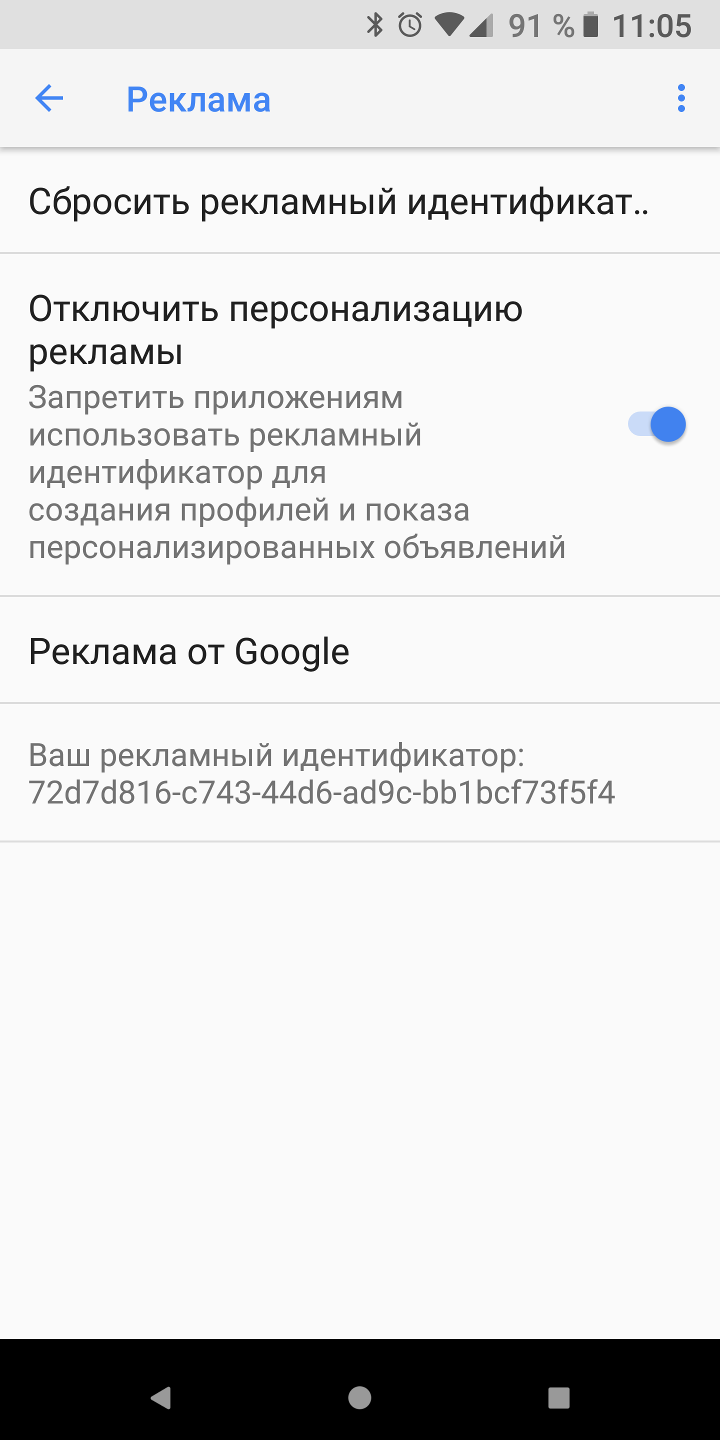 91 % 11:05
Реклама
Сбросить рекламный идентификат..
Отключить персонализацию
рекламы
Запретить приложениям
использовать рекламный
идентификатор для
создания профилей и показа
персонализированных объявлений
Реклама от Google
Ваш рекламный идентификатор:
72d7d816-c743-44d6-ad9c-bb1bcf73f5f4